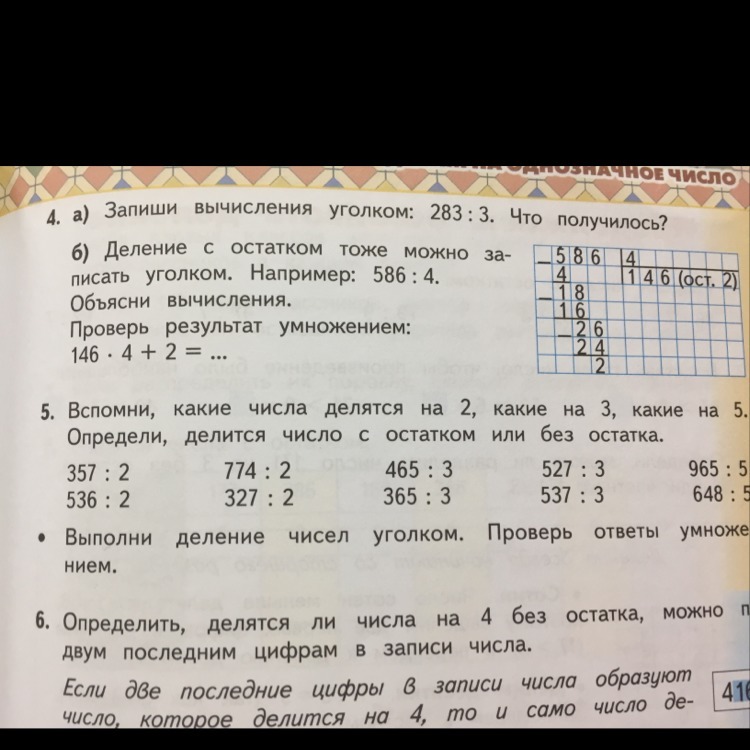 НА ОДНОЗНАЧНОЕ ЧИСЛО
4. а) Запиши вычисления уголком: 283 : 3. Что получилось?
б) Деление с остатком тоже можно за-
писать уголком. Например: 586 : 4.
Объясни вычисления.
Проверь результат умножением:
146 · 4 + 2 = ...
– 586 4
4 146 (ост. 2)
– 18
16
– 26
24
2
5. Вспомни, какие числа делятся на 2, какие на 3, какие на 5.
Определи, делится число с остатком или без остатка.
357 : 2 774 : 2 465 : 3 527 : 3 965 : 5
536 : 2 327 : 2 365 : 3 537 : 3 648 : 5
• Выполни деление чисел уголком. Проверь ответы умноже-
нием.
6. Определить, делятся ли числа на 4 без остатка, можно п
двум последним цифрам в записи числа.
Если две последние цифры в записи числа образуют
число, которое делится на 4, то и само число де-
416